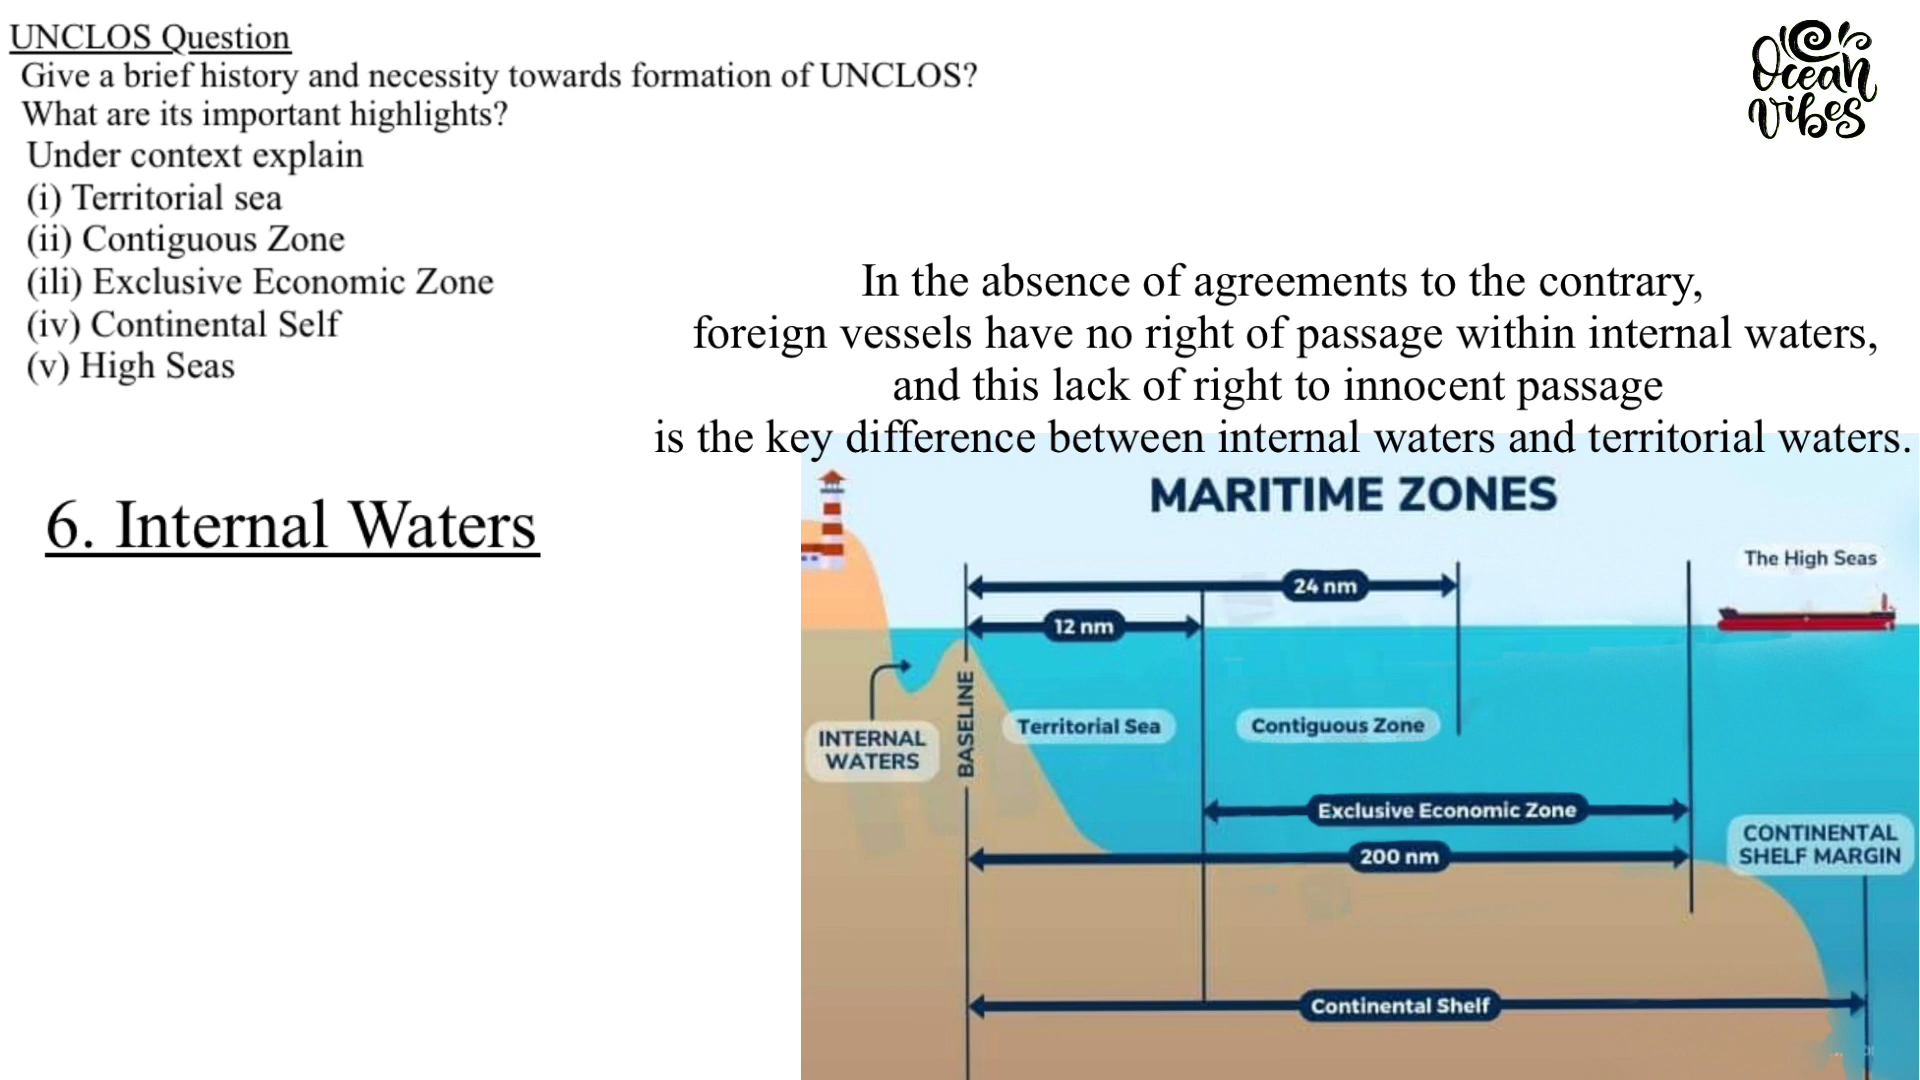 UNCLOS Question
Give a brief history and necessity towards formation of UNCLOS?
What are its important highlights?
Under context explain
(i) Territorial sea
(ii) Contiguous Zone
(ili) Exclusive Economic Zone
(iv) Continental Self
(v) High Seas
Ocean
Vibes
In the absence of agreements to the contrary,
foreign vessels have no right of passage within internal waters,
and this lack of right to innocent passage
is the key difference between internal waters and territorial waters.
6. Internal Waters
MARITIME ZONES
The High Seas
24 nm
12 nm
INTERNAL
WATERS
BASELINE
Territorial Sea
Contiguous Zone
Exclusive Economic Zone
200 nm
CONTINENTAL
SHELF MARGIN
Continental Shelf